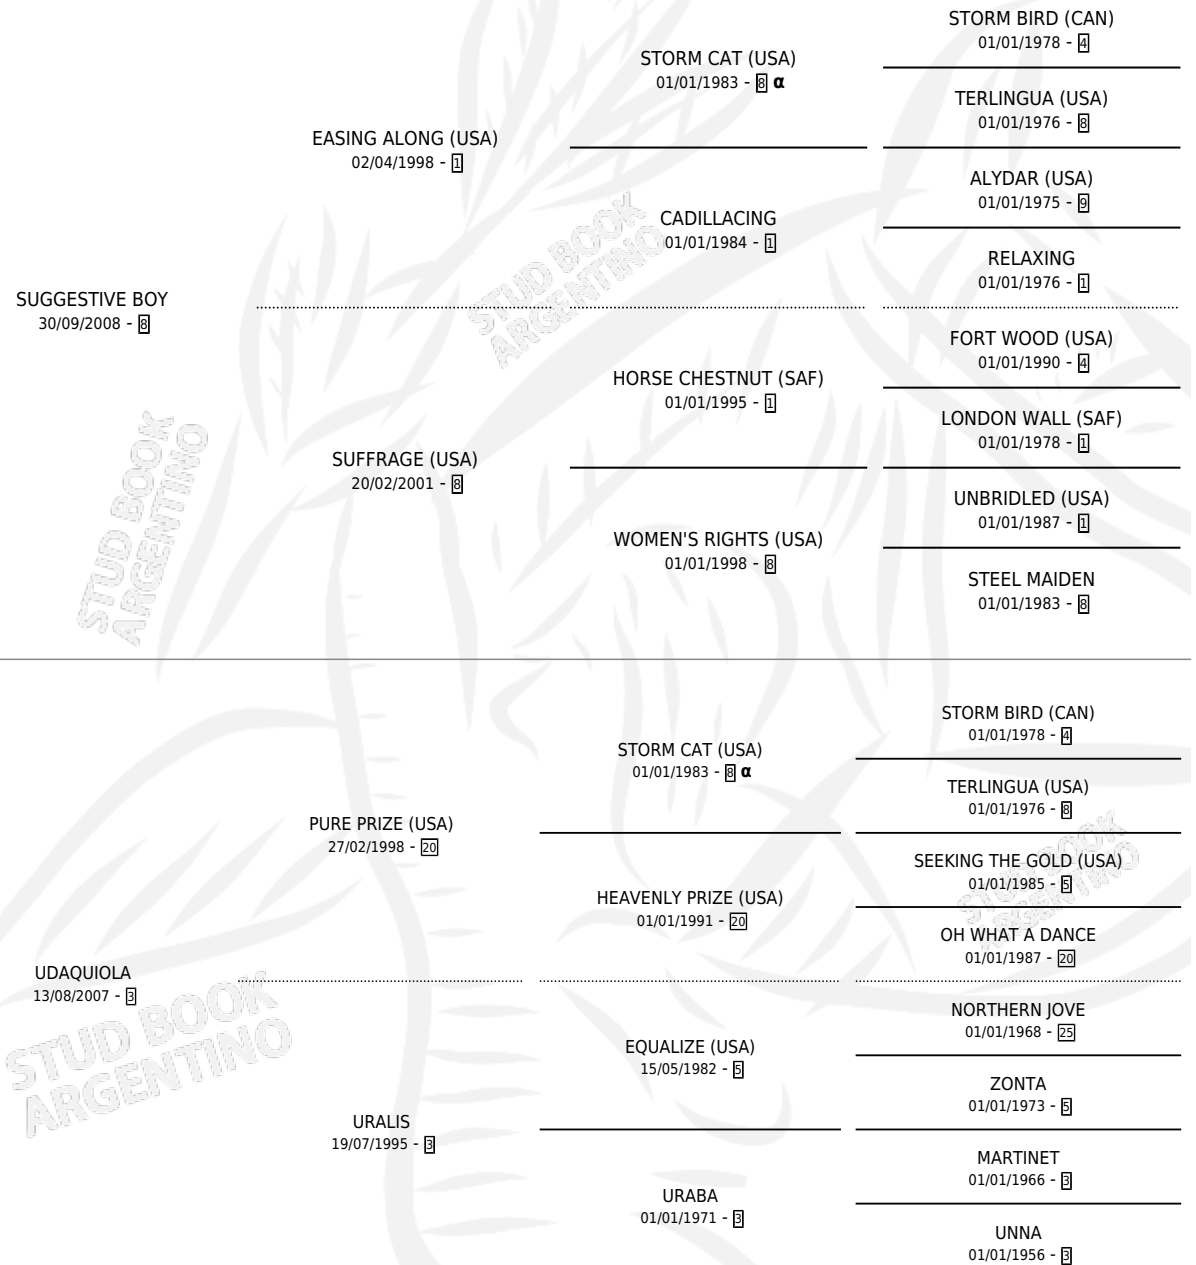 STORM BIRD (CAN)
01/01/1978 - 4
STORM CAT (USA)
01/01/1983 - 8 α
TERLINGUA (USA)
01/01/1976 - 8
EASING ALONG (USA)
02/04/1998 - 1
ALYDAR (USA)
01/01/1975 - 9
CADILLACING
01/01/1984 - 1
RELAXING
01/01/1976 - 1
SUGGESTIVE BOY
30/09/2008 - 8
FORT WOOD (USA)
01/01/1990 - 4
HORSE CHESTNUT (SAF)
01/01/1995 - 1
LONDON WALL (SAF)
01/01/1978 - 1
SUFFRAGE (USA)
20/02/2001 - 8
UNBRIDLED (USA)
01/01/1987 - 1
WOMEN'S RIGHTS (USA)
01/01/1998 - 8
STEEL MAIDEN
01/01/1983 - 8
STORM BIRD (CAN)
01/01/1978 - 4
STORM CAT (USA)
01/01/1983 - 8 α
TERLINGUA (USA)
01/01/1976 - 8
PURE PRIZE (USA)
27/02/1998 - 20
SEEKING THE GOLD (USA)
01/01/1985 - 5
HEAVENLY PRIZE (USA)
01/01/1991 - 20
OH WHAT A DANCE
01/01/1987 - 20
UDAQUIOLA
13/08/2007 - 3
NORTHERN JOVE
01/01/1968 - 25
EQUALIZE (USA)
15/05/1982 - 5
ZONTA
01/01/1973 - 5
URALIS
19/07/1995 - 3
MARTINET
01/01/1966 - 3
URABA
01/01/1971 - 3
UNNA
01/01/1956 - 3
STUD BOOK
ARGENTINO
STUD BOOK
ARGENTINO
STUD BOOK
ARGENTINO
STUD BOOK
ARGENTINO